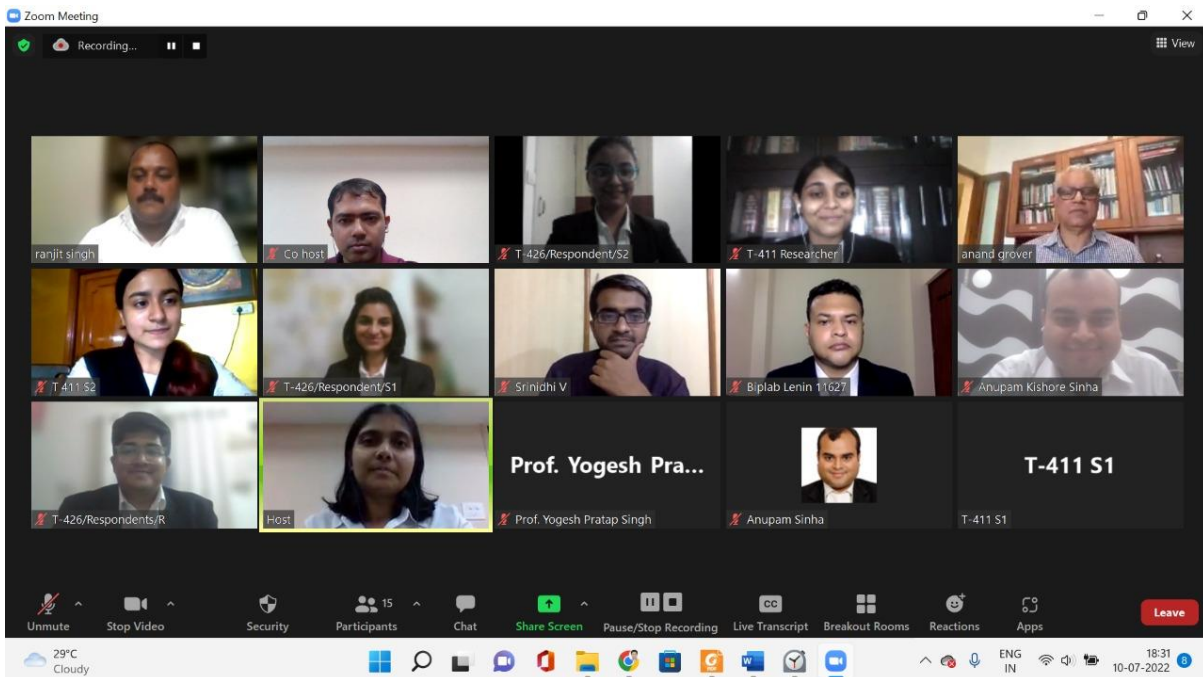 Zoom Meeting
Recording...
View
ranjit singh
Co host
T-426/Respondent/S2
T-411 Researcher
anand grover
T 411 S2
T-426/Respondent/S1
Srinidhi V
Biplab Lenin 11627
Anupam Kishore Sinha
T-426/Respondents/R
Host
Prof. Yogesh Pra...
Prof. Yogesh Pratap Singh
Anupam Sinha
T-411 S1
T-411 S1
Unmute
Stop Video
Security
15
Participants
Chat
Share Screen
Pause/Stop Recording
CC
Live Transcript
Breakout Rooms
Reactions
Apps
Leave
29°C
Cloudy
ENG
IN
18:31
10-07-2022
8